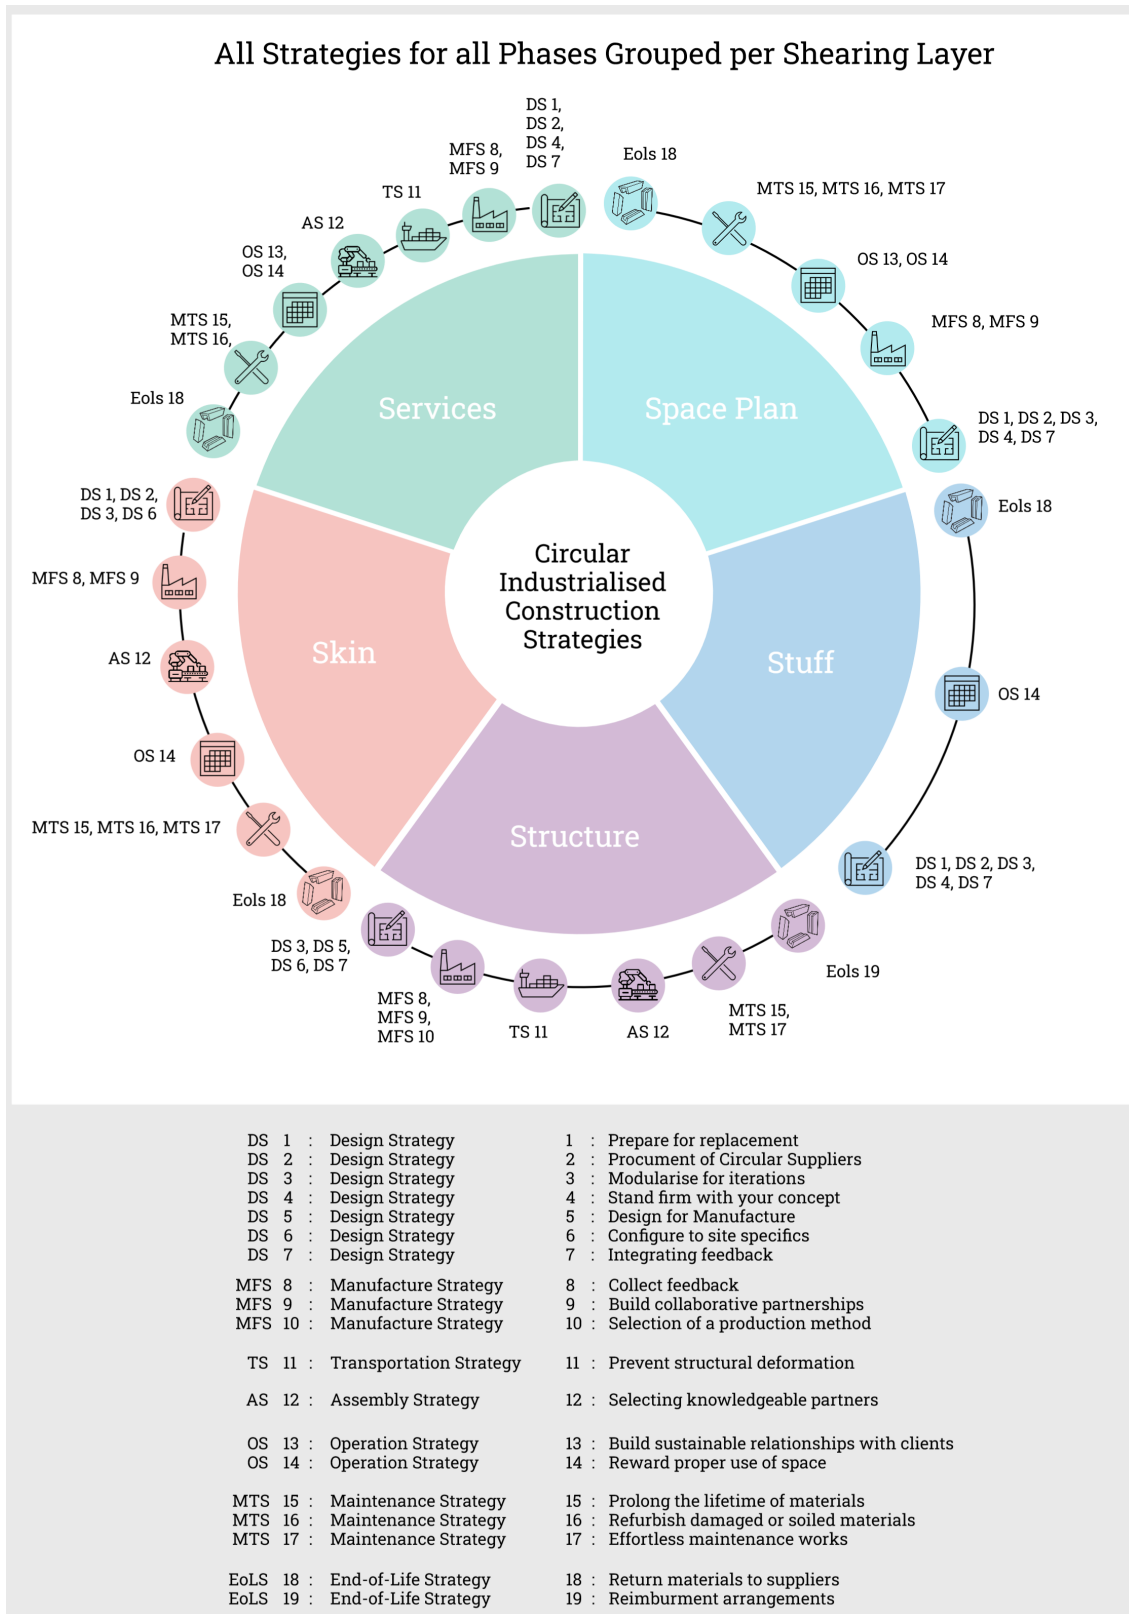 All Strategies for all Phases Grouped per Shearing Layer
DS 1,
DS 2,
DS 4,
DS 7
MFS 8,
MFS 9
TS 11
AS 12
OS 13,
OS 14
MTS 15,
MTS 16,
Eols 18
Eols 18
MTS 15, MTS 16, MTS 17
OS 13, OS 14
MFS 8, MFS 9
DS 1, DS 2, DS 3,
DS 4, DS 7
Services
Space Plan
Circular
Industrialised
Construction
Strategies
Skin
Stuff
Structure
DS 1, DS 2,
DS 3, DS 6
MFS 8, MFS 9
AS 12
OS 14
MTS 15, MTS 16, MTS 17
Eols 18
Eols 18
OS 14
DS 1, DS 2, DS 3,
DS 4, DS 7
DS 3, DS 5,
DS 6, DS 7
MFS 8,
MFS 9,
MFS 10
TS 11
AS 12
MTS 15,
MTS 17
Eols 19
DS 1 : Design Strategy 1 : Prepare for replacement
DS 2 : Design Strategy 2 : Procument of Circular Suppliers
DS 3 : Design Strategy 3 : Modularise for iterations
DS 4 : Design Strategy 4 : Stand firm with your concept
DS 5 : Design Strategy 5 : Design for Manufacture
DS 6 : Design Strategy 6 : Configure to site specifics
DS 7 : Design Strategy 7 : Integrating feedback
MFS 8 : Manufacture Strategy 8 : Collect feedback
MFS 9 : Manufacture Strategy 9 : Build collaborative partnerships
MFS 10 : Manufacture Strategy 10 : Selection of a production method
TS 11 : Transportation Strategy 11 : Prevent structural deformation
AS 12 : Assembly Strategy 12 : Selecting knowledgeable partners
OS 13 : Operation Strategy 13 : Build sustainable relationships with clients
OS 14 : Operation Strategy 14 : Reward proper use of space
MTS 15 : Maintenance Strategy 15 : Prolong the lifetime of materials
MTS 16 : Maintenance Strategy 16 : Refurbish damaged or soiled materials
MTS 17 : Maintenance Strategy 17 : Effortless maintenance works
EoLS 18 : End-of-Life Strategy 18 : Return materials to suppliers
EoLS 19 : End-of-Life Strategy 19 : Reimburment arrangements